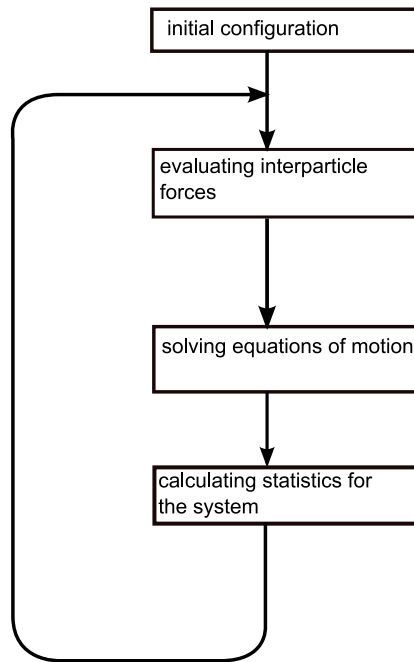 initial configuration
evaluating interparticle
forces
solving equations of motion
calculating statistics for
the system